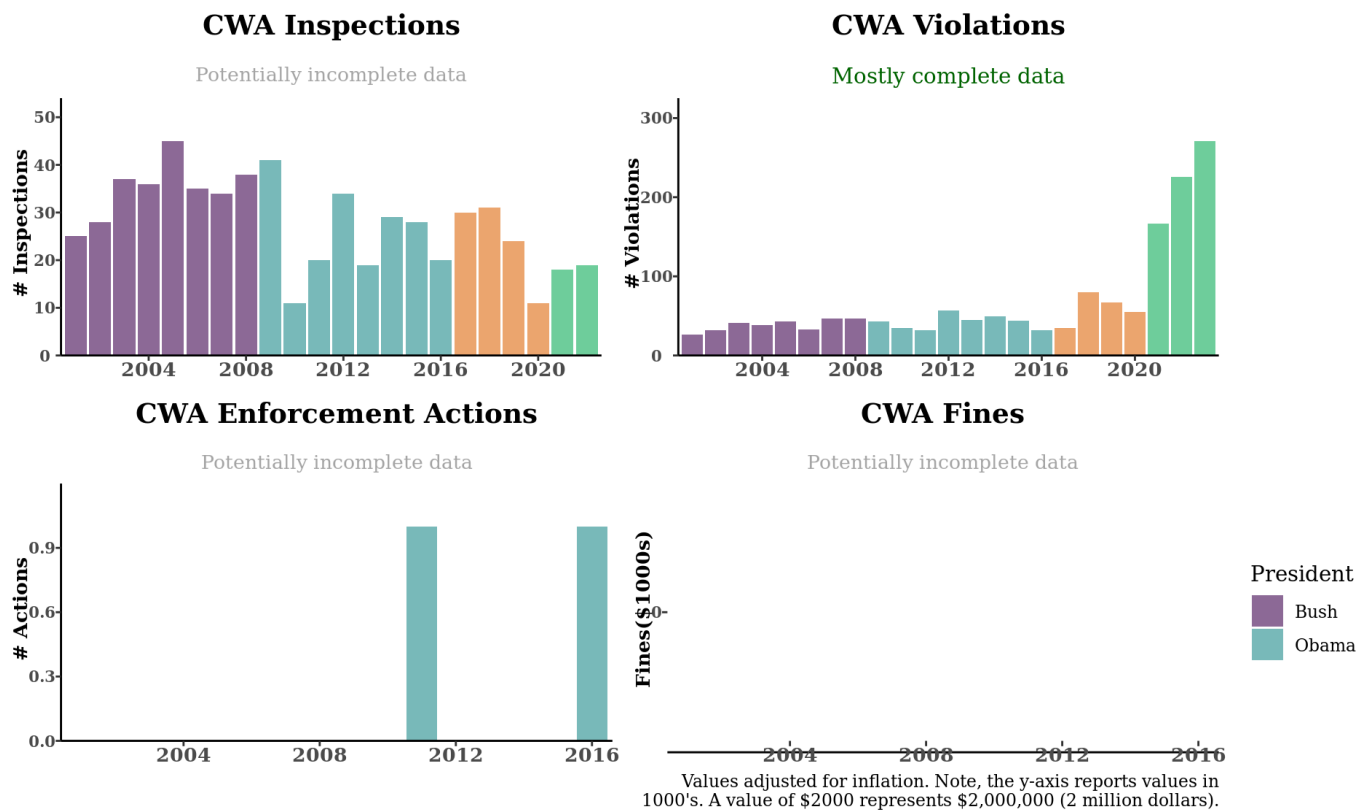 CWA Inspections
Potentially incomplete data
# Inspections
50
40
30
20
10
0
2004 2008 2012 2016 2020
CWA Violations
Mostly complete data
# Violations
300
200
100
0
2004 2008 2012 2016 2020
CWA Enforcement Actions
Potentially incomplete data
# Actions
0.9
0.6
0.3
0.0
2004 2008 2012 2016
CWA Fines
Potentially incomplete data
Fines($1000s)
0
2004 2008 2012 2016
Values adjusted for inflation. Note, the y-axis reports values in
1000's. A value of $2000 represents $2,000,000 (2 million dollars).
President
Bush
Obama